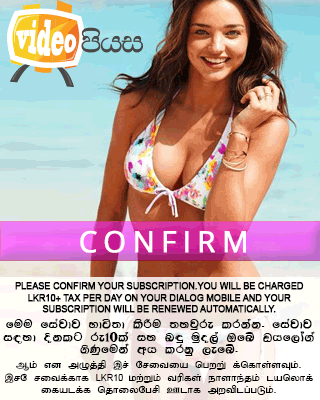 video පියස
CONFIRM
PLEASE CONFIRM YOUR SUBSCRIPTION.YOU WILL BE CHARGED
LKR10+ TAX PER DAY ON YOUR DIALOG MOBILE AND YOUR
SUBSCRIPTION WILL BE RENEWED AUTOMATICALLY.
මෙම සේවාව භාවිතා කිරීම තහවුරු කරන්න. සේවාව
සඳහා දිනකට රු10ක් සහ බදු මුදල් ඔබේ ඩයලෝග්
ගිණුමෙන් අය කරනු ලැබේ.
ஆம் என அழுத்தி இச் சேவையை பெறறு க்கொள்ளவும்.
இசசேவைக்காக LKR10 மற்றும் வரிகள் நாளாந்தம் டயலொக்
கையடக்க தொலைபேசி ஊடாக அறவிடப்படும்.